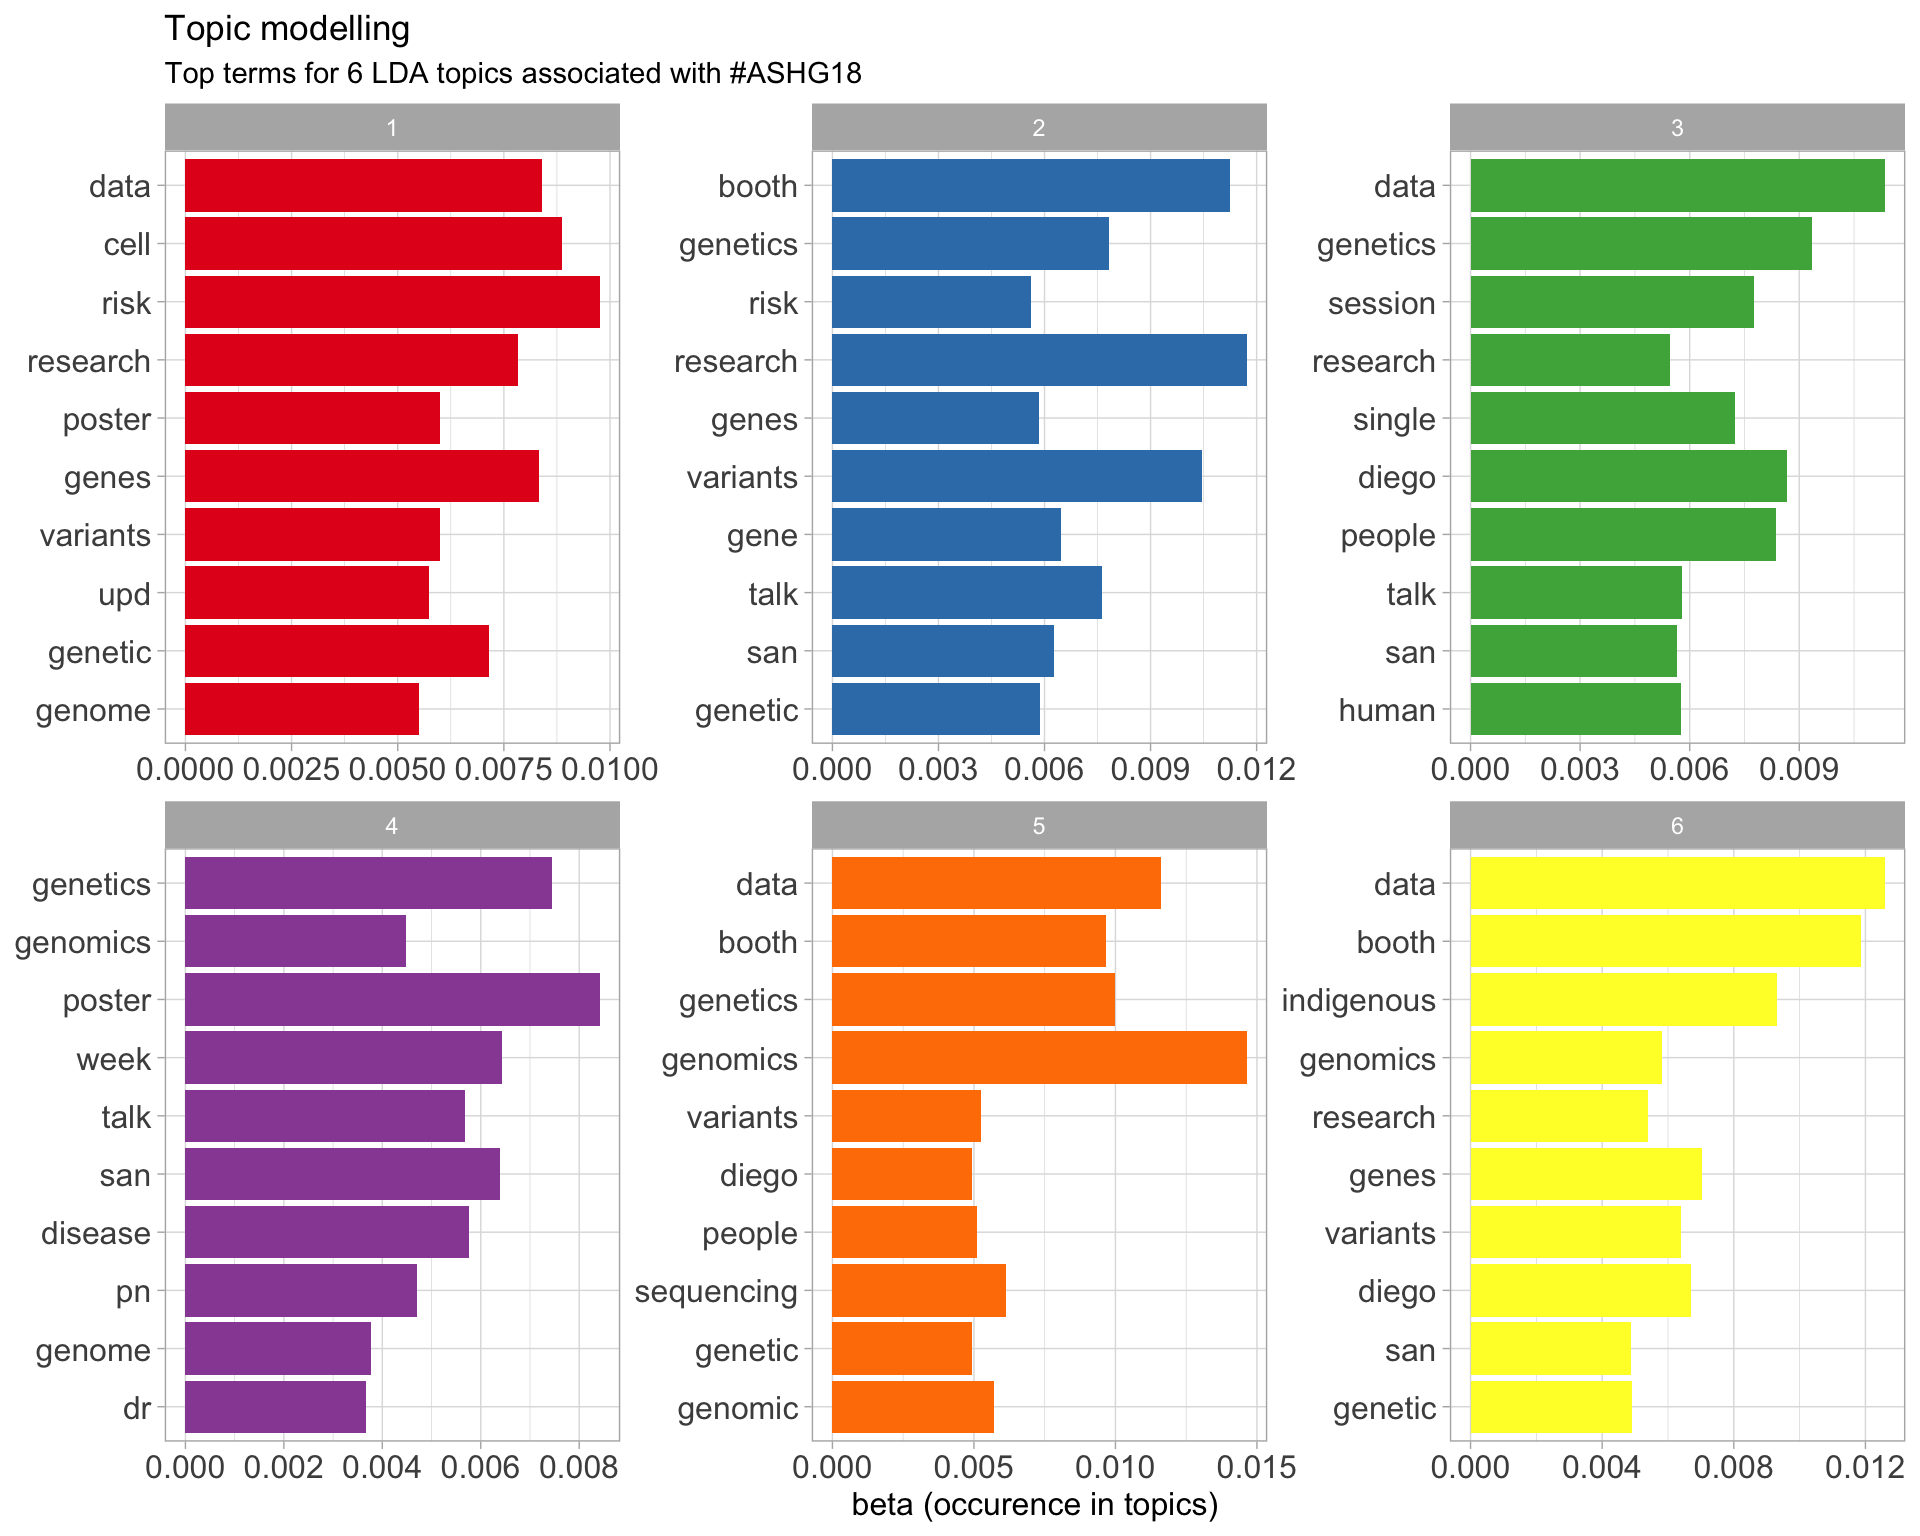 Topic modelling
Top terms for 6 LDA topics associated with #ASHG18
1
data
cell
risk
research
poster
genes
variants
upd
genetic
genome
0.0000 0.0025 0.0050 0.0075 0.0100
2
booth
genetics
risk
research
genes
variants
gene
talk
san
genetic
0.000 0.003 0.006 0.009 0.012
3
data
genetics
session
research
single
diego
people
talk
san
human
0.000 0.003 0.006 0.009
4
genetics
genomics
poster
week
talk
san
disease
pn
genome
dr
0.000 0.002 0.004 0.006 0.008
5
data
booth
genetics
genomics
variants
diego
people
sequencing
genetic
genomic
0.000 0.005 0.010 0.015
6
data
booth
indigenous
genomics
research
genes
variants
diego
san
genetic
0.000 0.004 0.008 0.012
beta (occurence in topics)